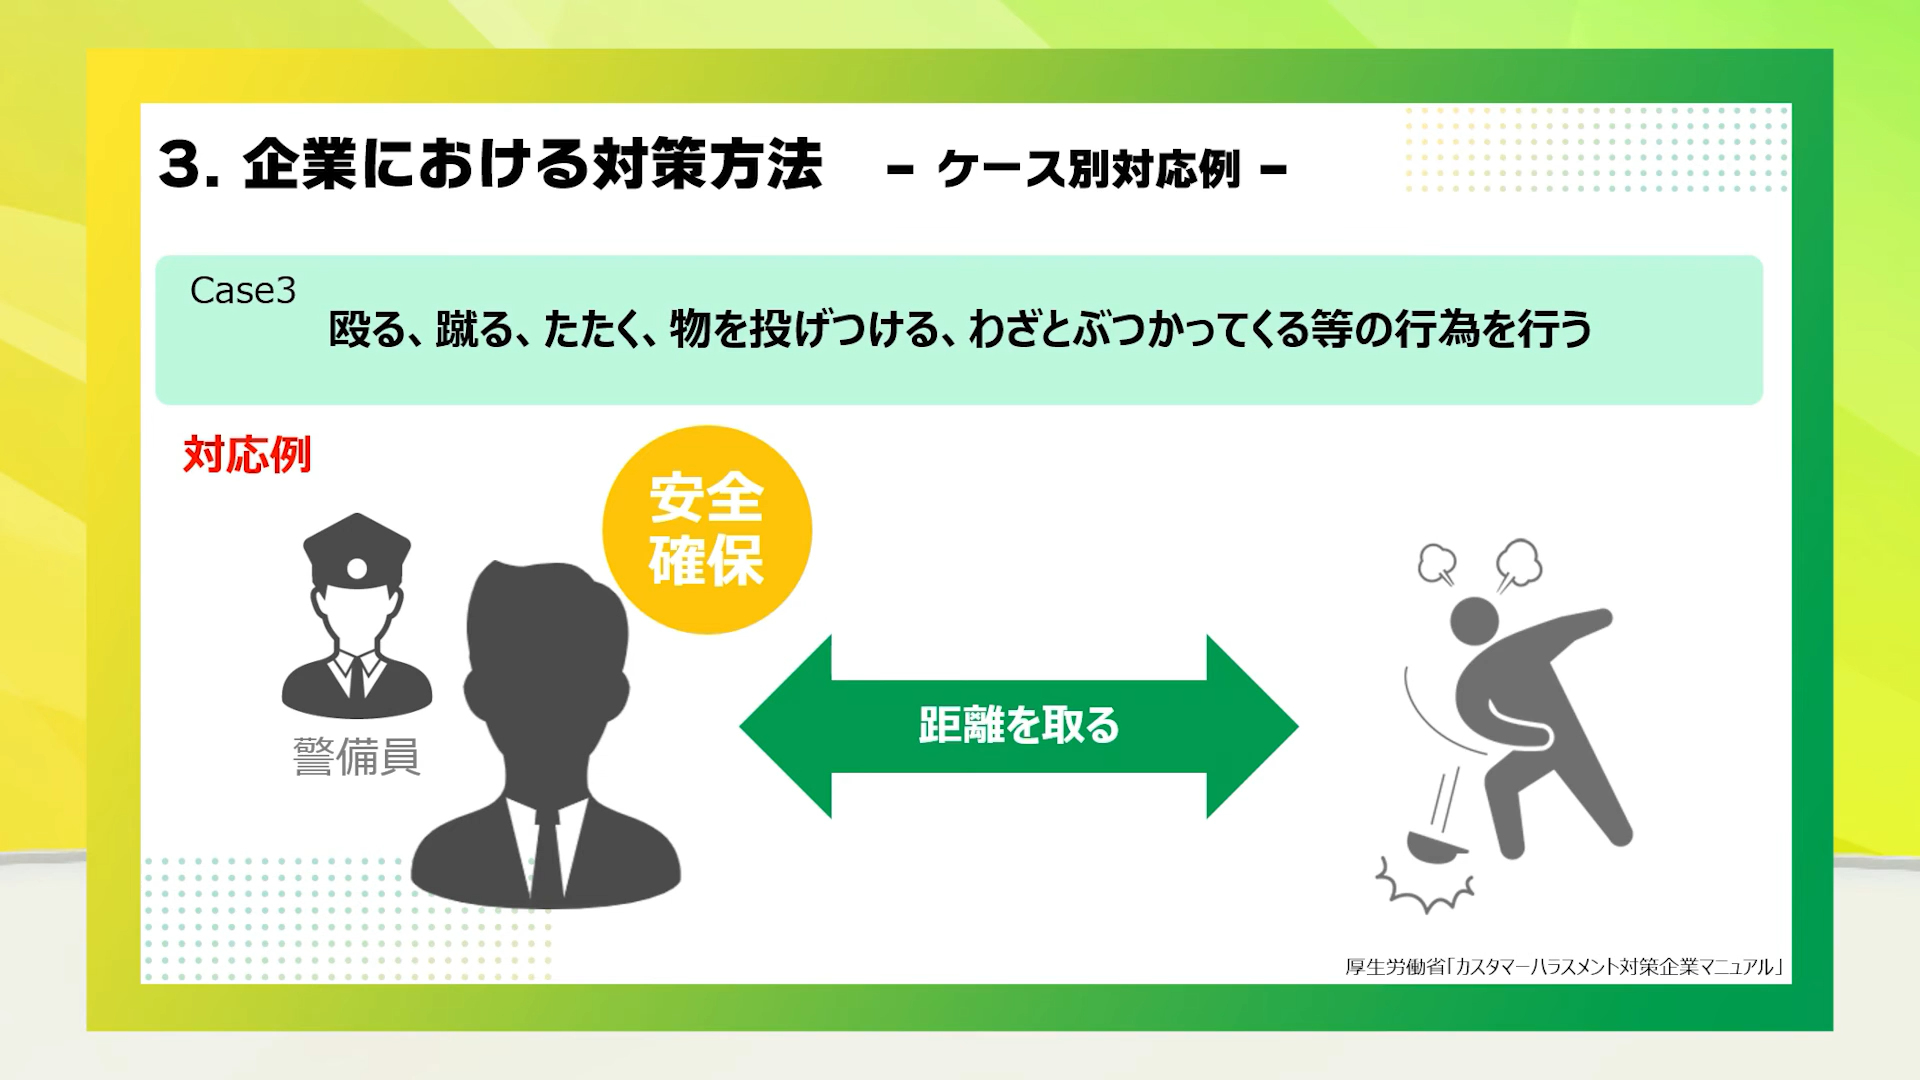 3. 企業における対策方法 － ケース別対応例 －
Case3
殴る、蹴る、たたく、物を投げつける、わざとぶつかってくる等の行為を行う
対応例
安全
確保
距離を取る
警備員
厚生労働省「カスタマーハラスメント対策企業マニュアル」